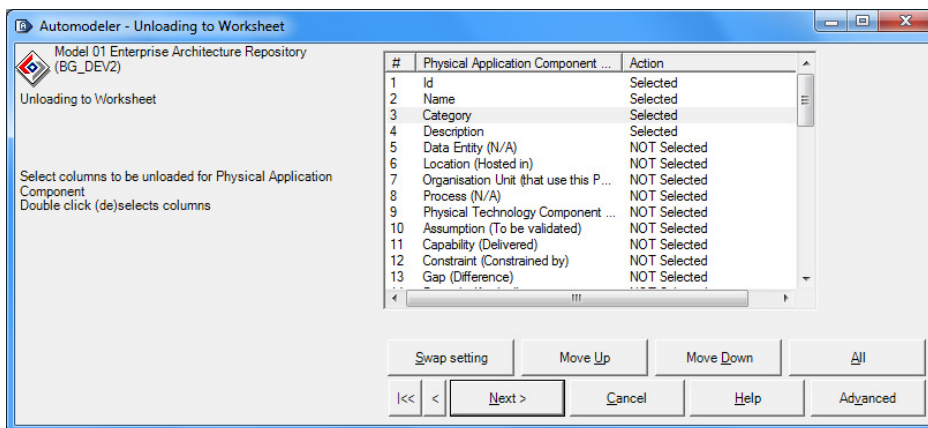 Automodeler - Unloading to Worksheet
Model 01 Enterprise Architecture Repository
(BG_DEV2)
Unloading to Worksheet
Select columns to be unloaded for Physical Application
Component
Double click (de)selects columns
# Physical Application Component ... Action
1 Id Selected
2 Name Selected
3 Category Selected
4 Description Selected
5 Data Entity (N/A) NOT Selected
6 Location (Hosted in) NOT Selected
7 Organisation Unit (that use this P... NOT Selected
8 Process (N/A) NOT Selected
9 Physical Technology Component ... NOT Selected
10 Assumption (To be validated) NOT Selected
11 Capability (Delivered) NOT Selected
12 Constraint (Constrained by) NOT Selected
13 Gap (Difference) NOT Selected
Swap setting Move Up Move Down All
|<< < Next > Cancel Help Advanced